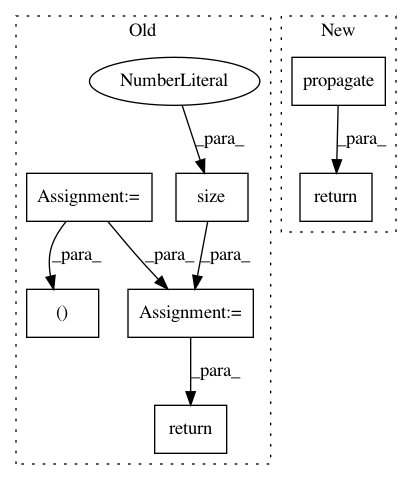 Old
New
NumberLiteral
propagate
_para_
_para_
Assignment:=
size
return
_para_
_para_
_para_
()
Assignment:=
_para_
return